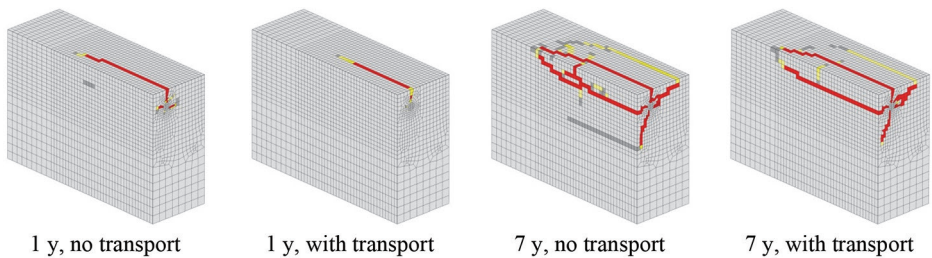 1 y, no transport
1 y, with transport
7 y, no transport
7 y, with transport